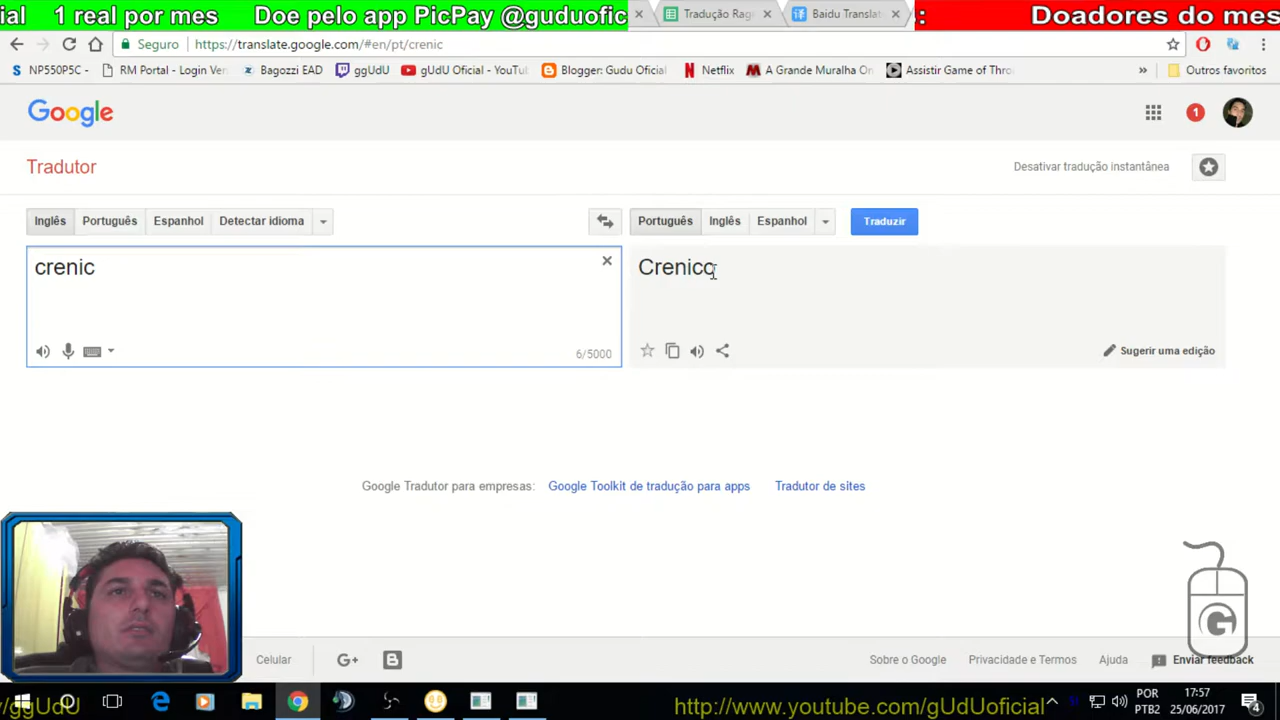 ial 1 real por mes Doe pelo app PicPay @guduofic : Doadores do mes
Tradução Rag Baidu Translat
Seguro https://translate.google.com/#en/pt/crenic
NP550P5C - RM Portal - Login Ver Bagozzi EAD ggUdU gUdU Oficial - YouTu Blogger: Gudu Oficial Netflix A Grande Muralha On Assistir Game of Thro » Outros favoritos
Google 1
Tradutor Desativar tradução instantânea
Inglês Português Espanhol Detectar idioma Português Inglês Espanhol Traduzir
crenic Crenicc
6/5000 Sugerir uma edição
Google Tradutor para empresas: Google Toolkit de tradução para apps Tradutor de sites
G
Celular G+ Sobre o Google Privacidade e Termos Ajuda Enviar feedback
/ggUdU http://www.youtube.com/gUdUoficial POR 17:57
PTB2 25/06/2017 4